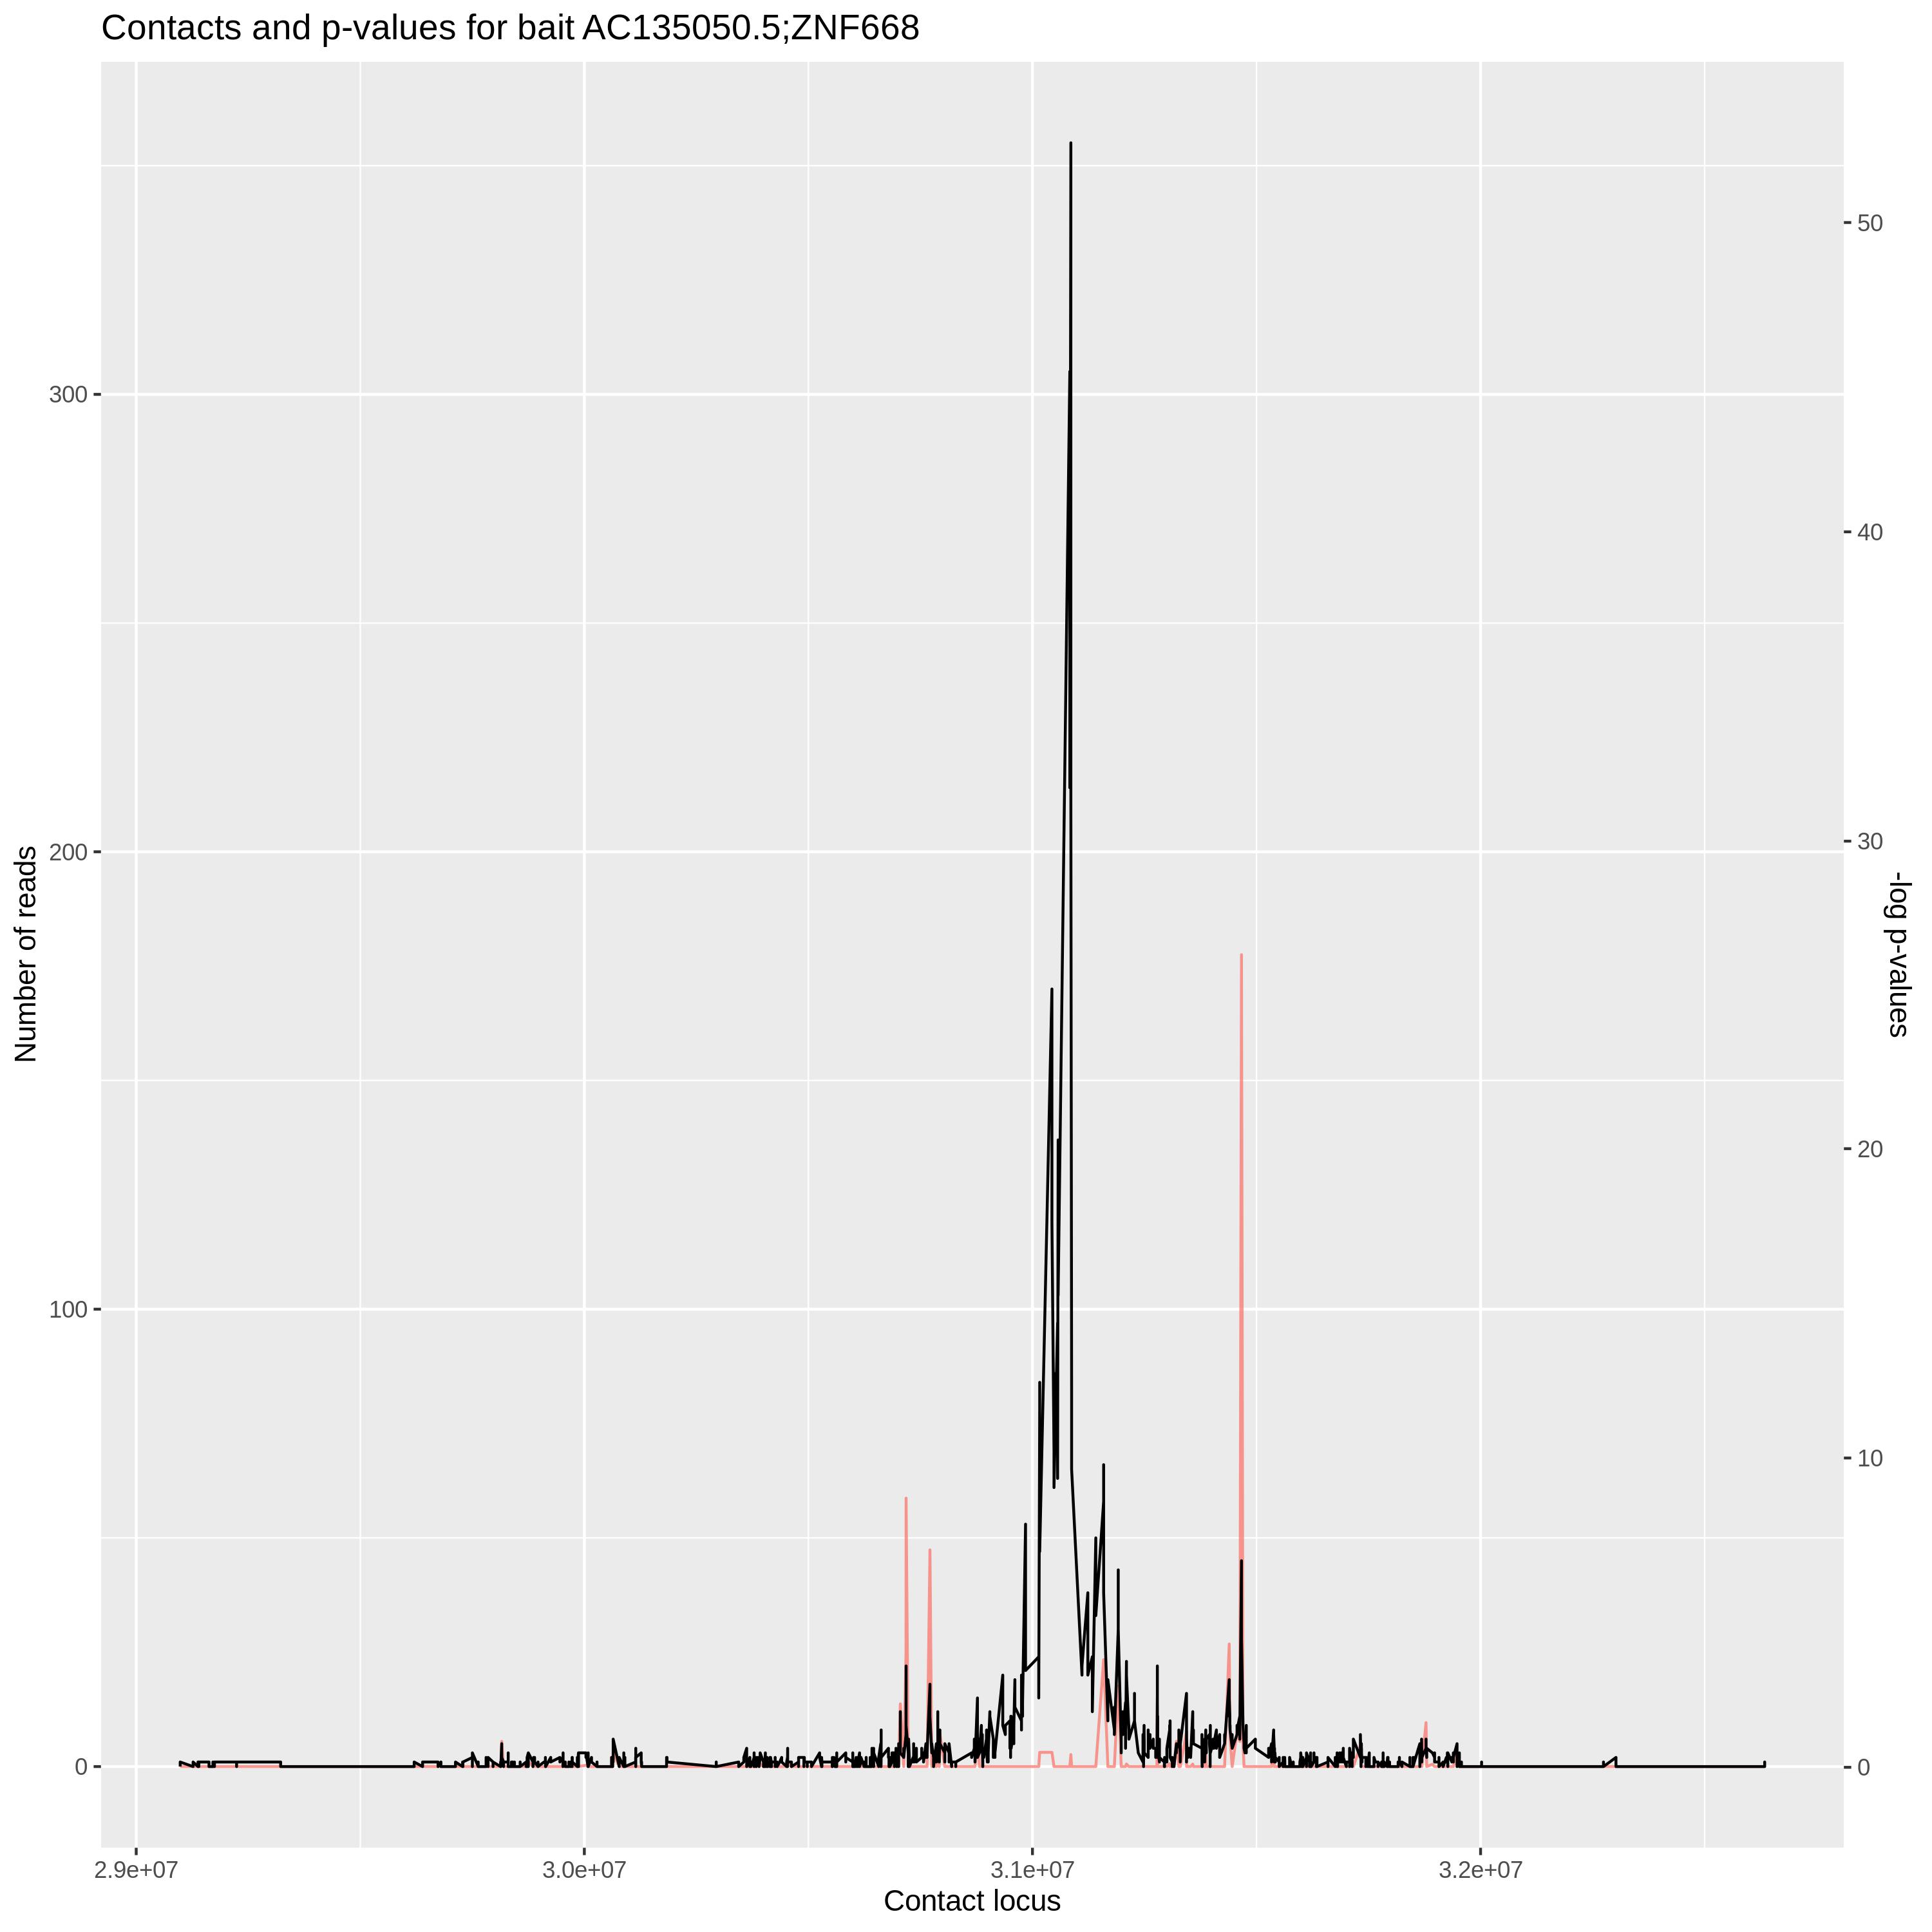 Contacts and p-values for bait AC135050.5;ZNF668
300
200
100
0
Number of reads
50
40
30
20
10
0
-log p-values
2.9e+07 3.0e+07 3.1e+07 3.2e+07
Contact locus